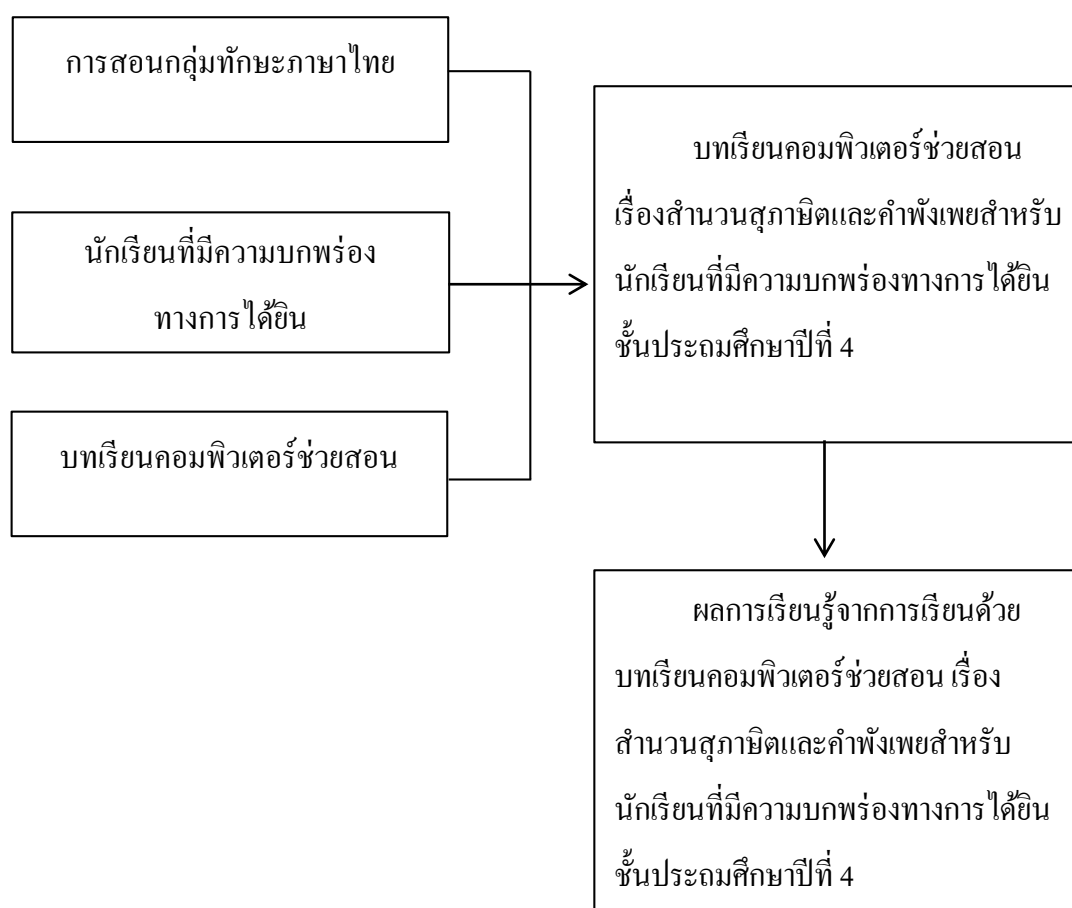 การสอนกลุ่มทักษะภาษาไทย
นักเรียนที่มีความบกพร่อง
ทางการได้ยิน
บทเรียนคอมพิวเตอร์ช่วยสอน
บทเรียนคอมพิวเตอร์ช่วยสอน
เรื่องสำนวนสุภาษิตและคำพังเพยสำหรับ
นักเรียนที่มีความบกพร่องทางการได้ยิน
ชั้นประถมศึกษาปีที่ 4
ผลการเรียนรู้จากการเรียนด้วย
บทเรียนคอมพิวเตอร์ช่วยสอน เรื่อง
สำนวนสุภาษิตและคำพังเพยสำหรับ
นักเรียนที่มีความบกพร่องทางการได้ยิน
ชั้นประถมศึกษาปีที่ 4